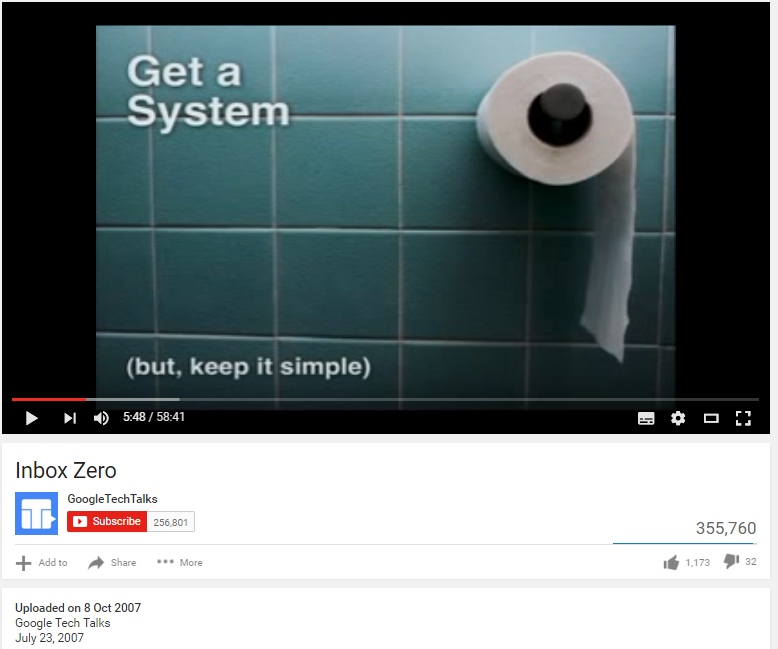 Get a
System
(but, keep it simple)
5:48 / 58:41
Inbox Zero
GoogleTechTalks
Subscribe 256,801
355,760
Add to Share More 1,173 32
Uploaded on 8 Oct 2007
Google Tech Talks
July 23, 2007